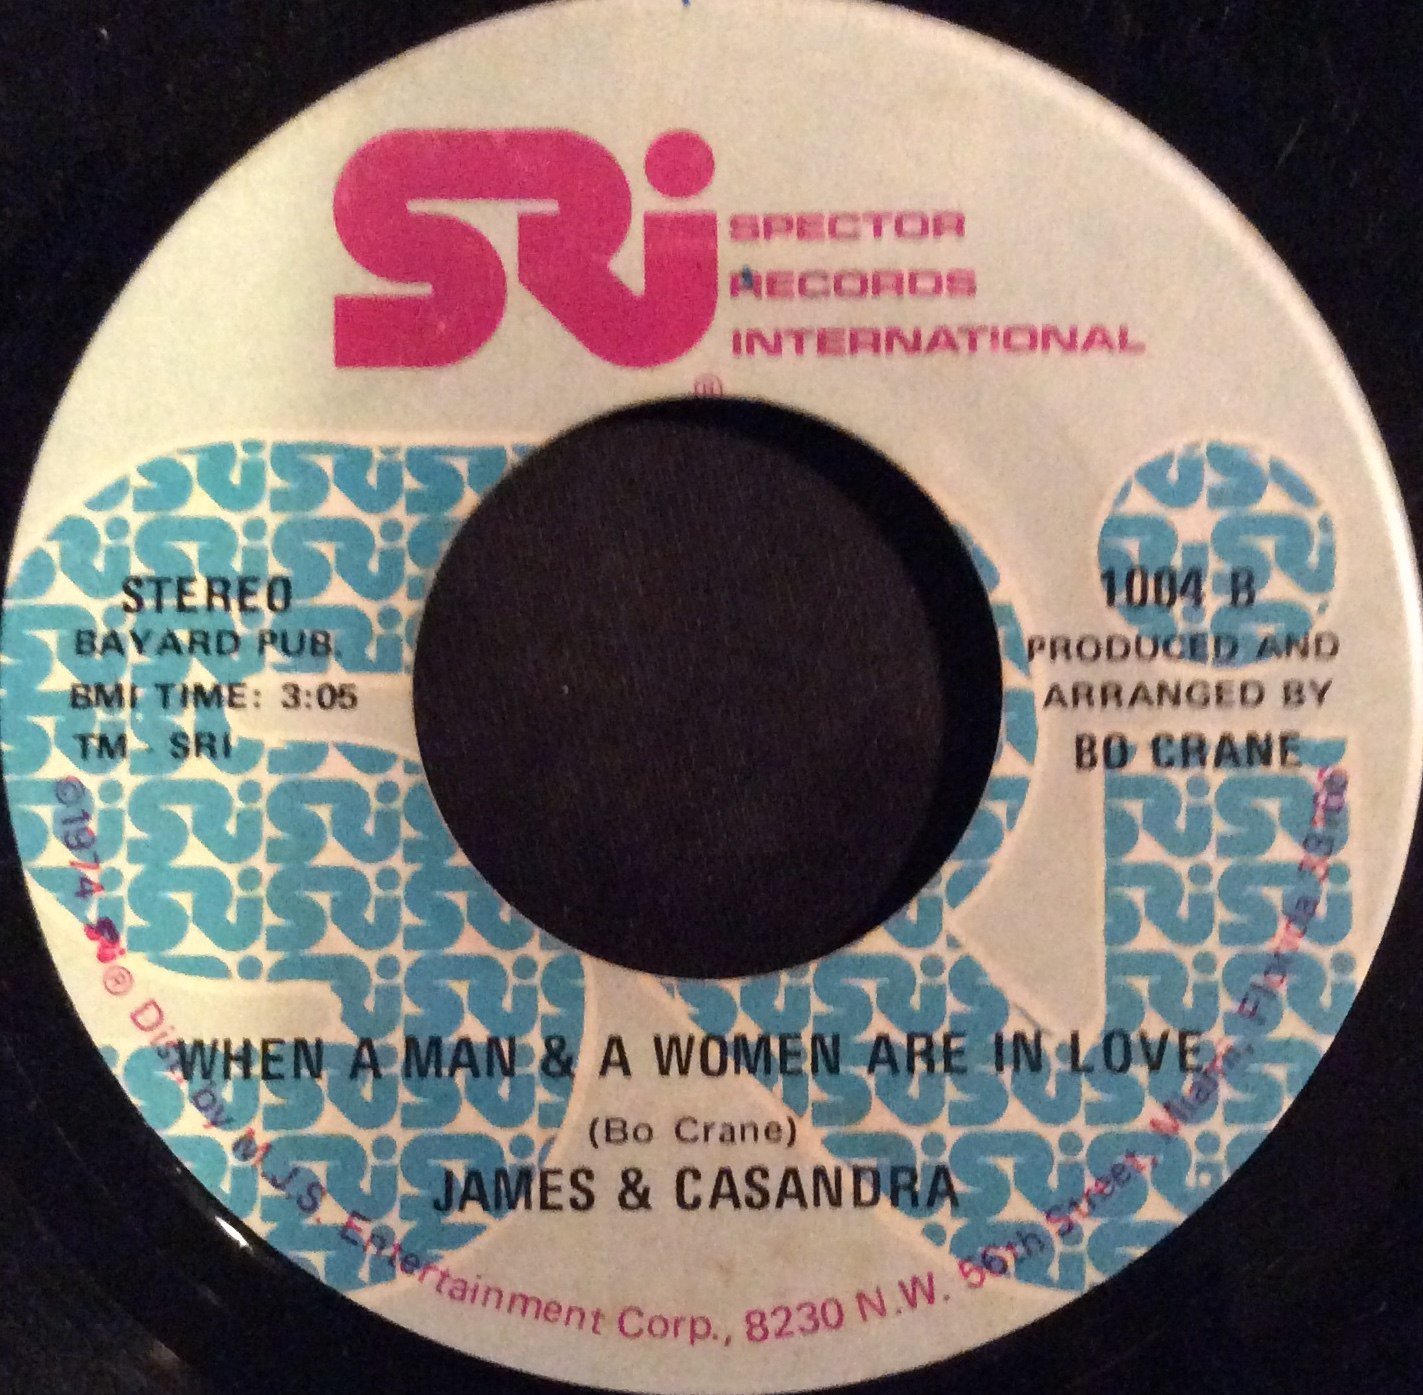 SRi
SPECTOR
RECORDS
INTERNATIONAL
®
STEREO
BAYARD PUB.
BMI TIME: 3:05
TM - SRI
1004 B
PRODUCED AND
ARRANGED BY
BO CRANE
WHEN A MAN & A WOMEN ARE IN LOVE
(Bo Crane)
JAMES & CASANDRA
©1974 SRi® Dist. by M.J.S. Entertainment Corp., 8230 N.W. 56th Street, Miami, Florida